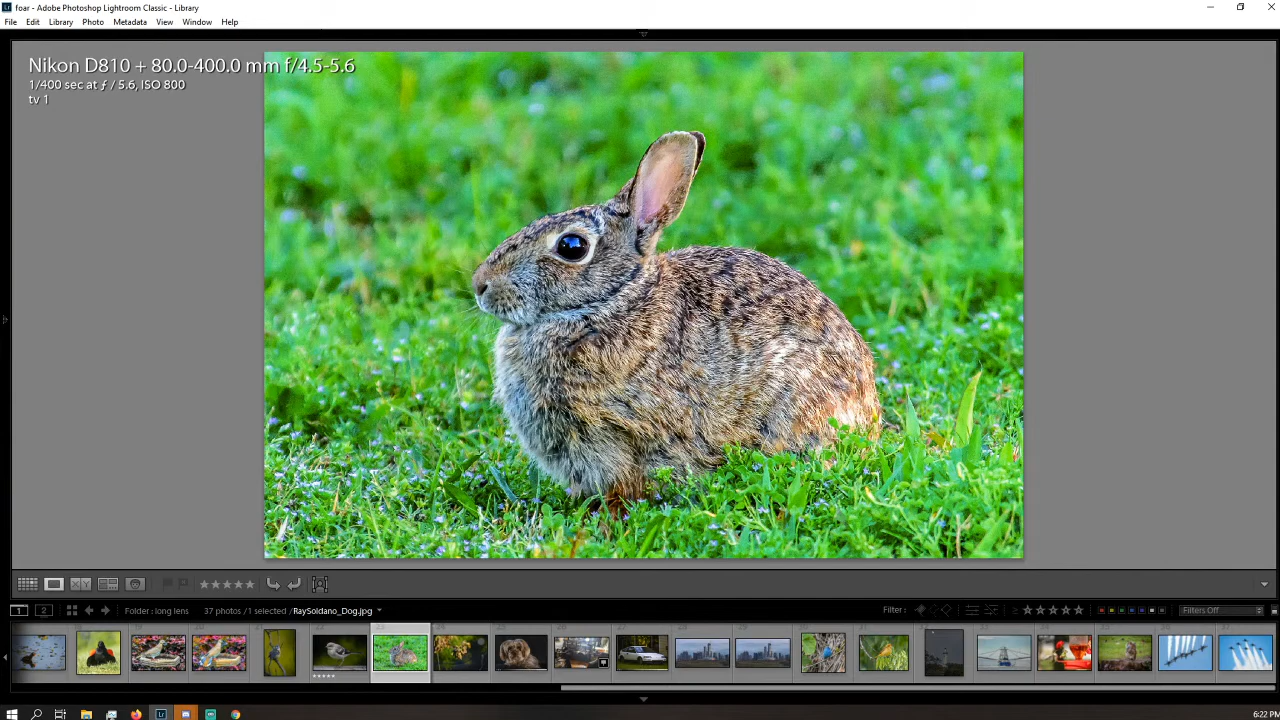 foar - Adobe Photoshop Lightroom Classic - Library
File Edit Library Photo Metadata View Window Help
Nikon D810 + 80.0-400.0 mm f/4.5-5.6
1/400 sec at ƒ / 5.6, ISO 800
tv 1
X Y
1 2 Folder : long lens 37 photos / 1 selected / RaySoldano_Dog.jpg Filter : Filters Off
6:22 PM